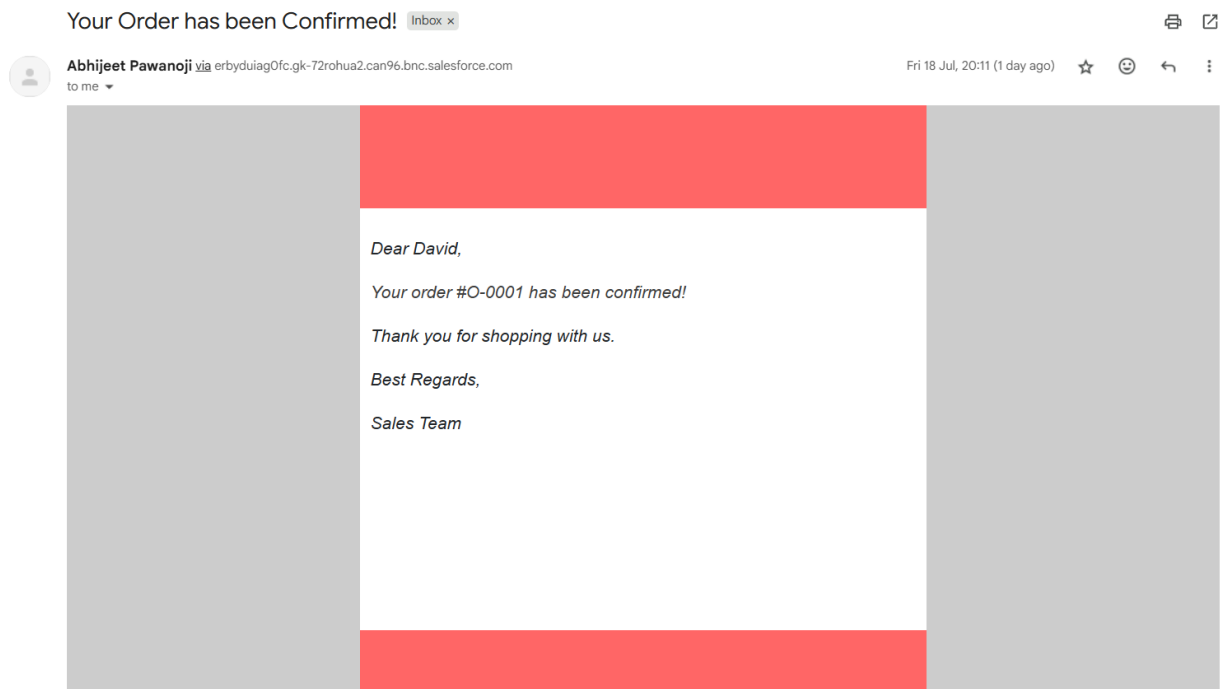 Your Order has been Confirmed! Inbox ×
Abhijeet Pawanoji via erbyduiag0fc.gk-72rohua2.can96.bnc.salesforce.com Fri 18 Jul, 20:11 (1 day ago)
to me
Dear David,
Your order #O-0001 has been confirmed!
Thank you for shopping with us.
Best Regards,
Sales Team